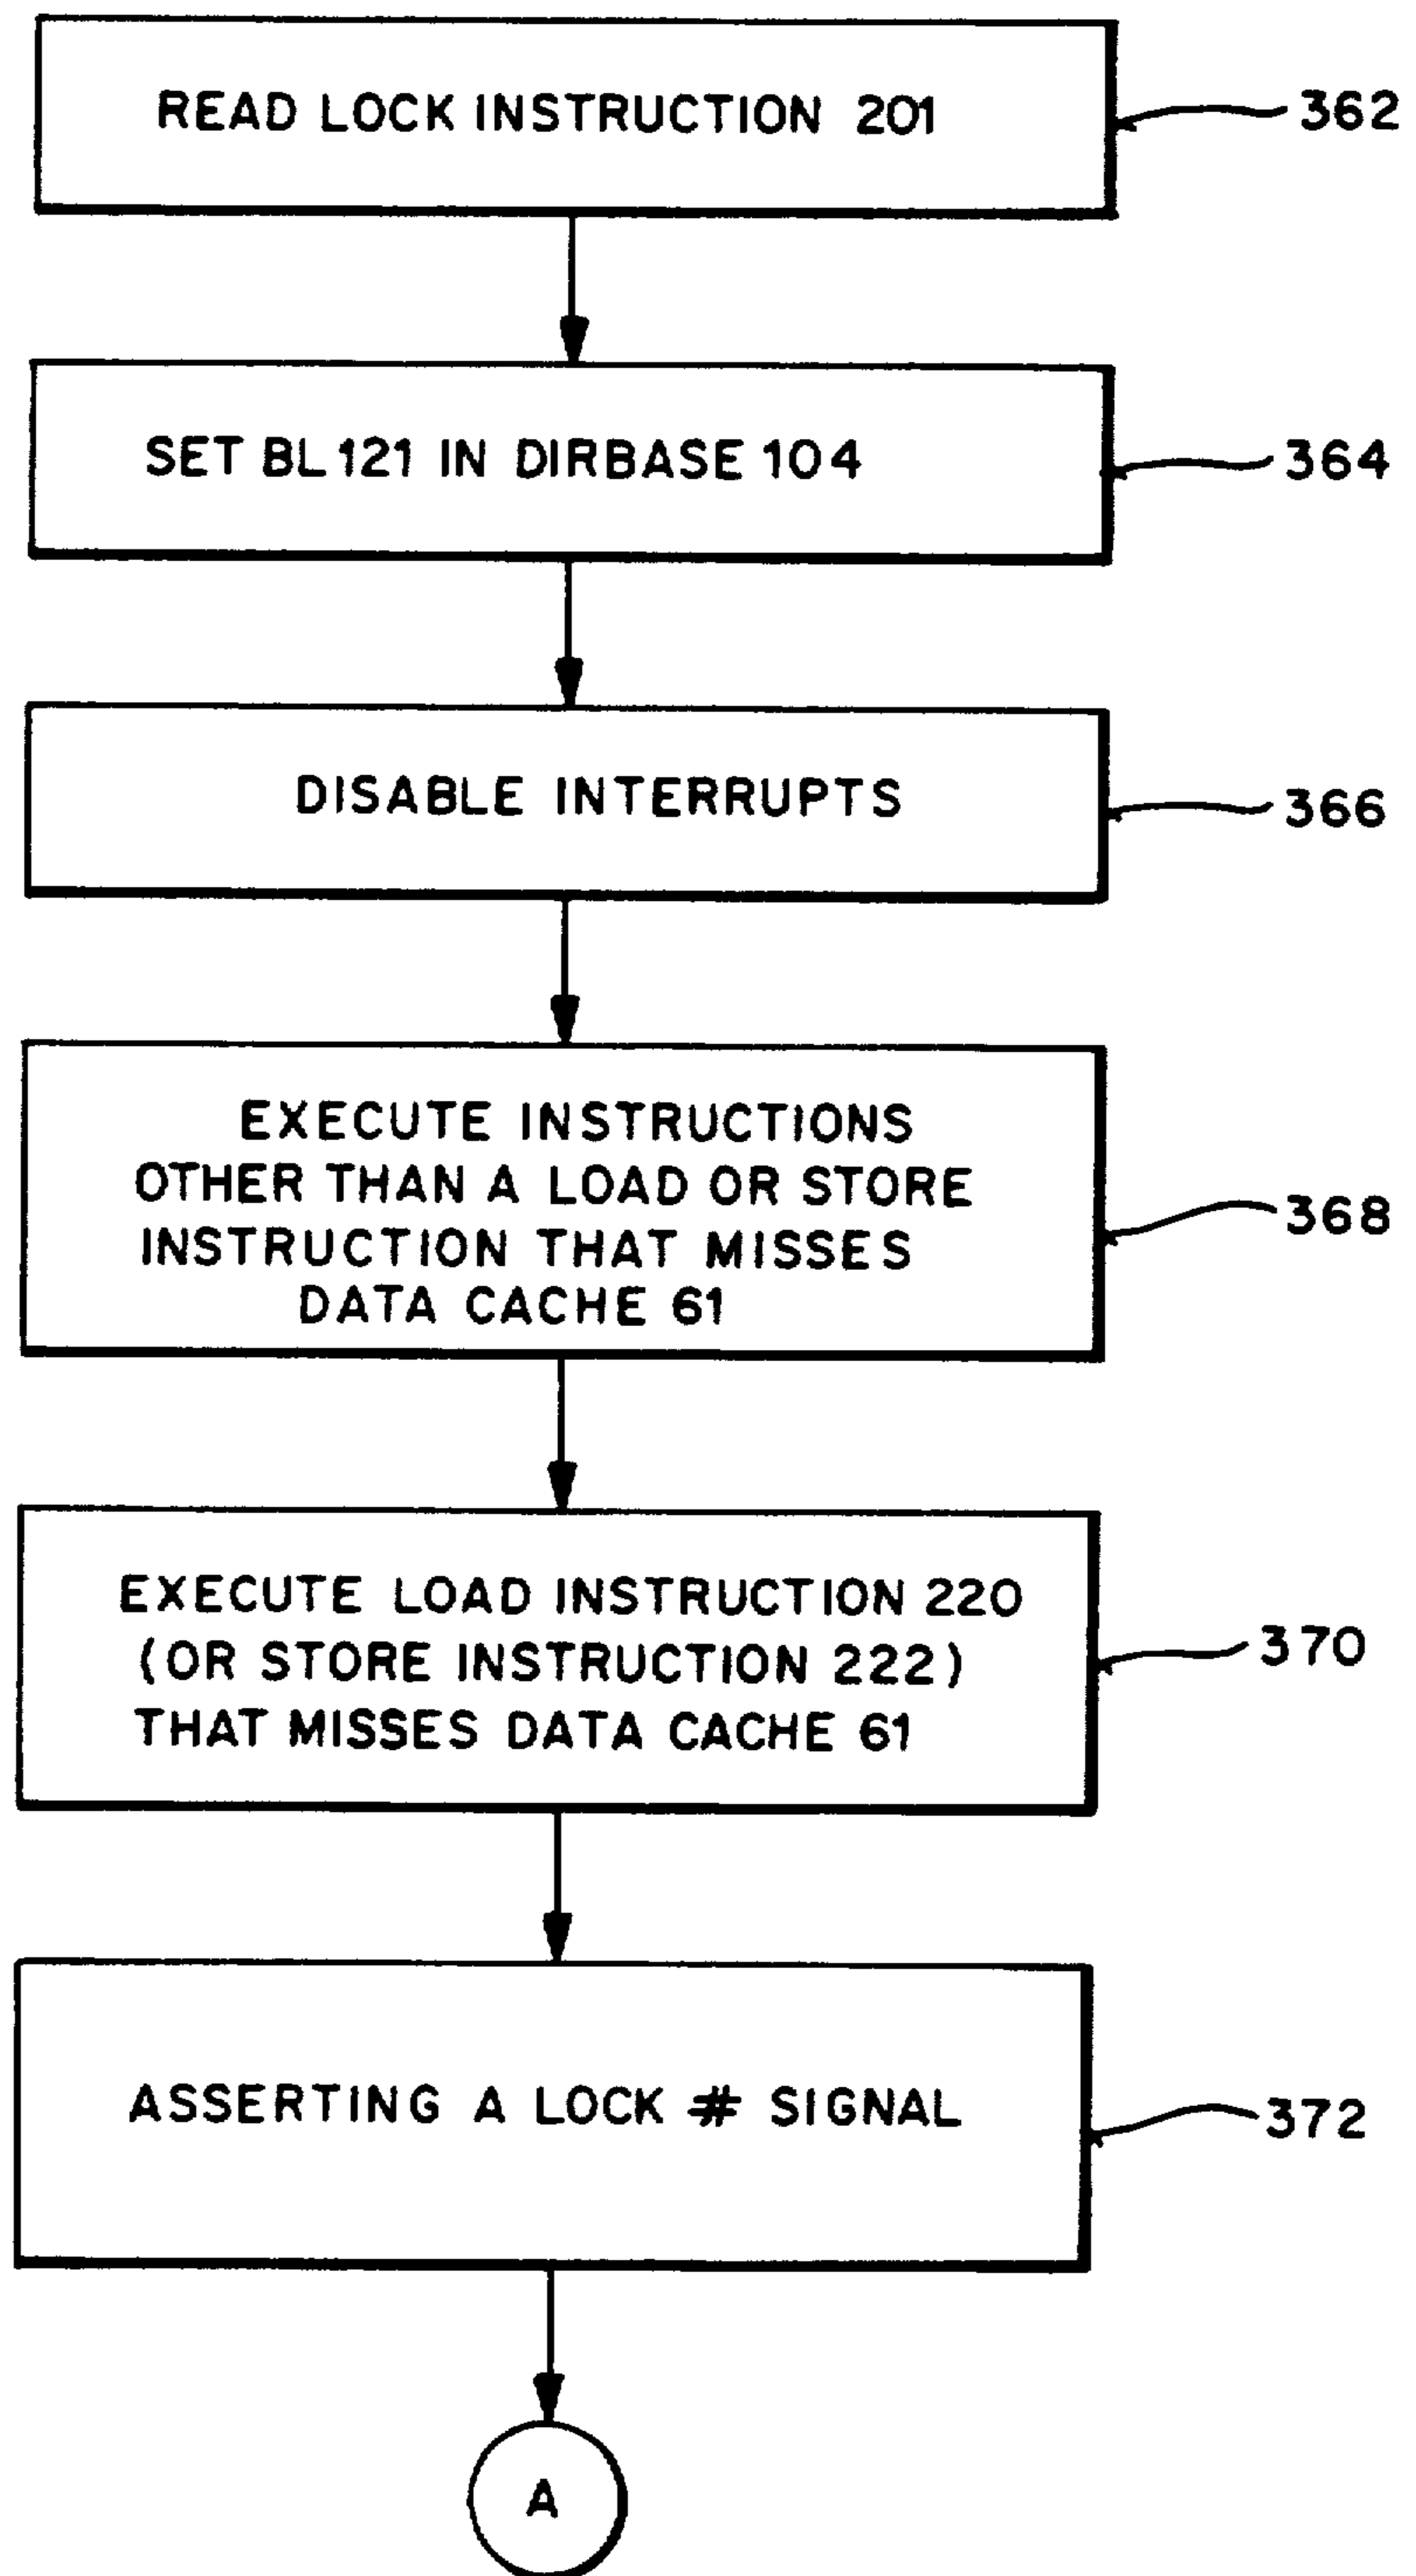 READ LOCK INSTRUCTION 201
362
SET BL 121 IN DIRBASE 104
364
DISABLE INTERRUPTS
366
EXECUTE INSTRUCTIONS
OTHER THAN A LOAD OR STORE
INSTRUCTION THAT MISSES
DATA CACHE 61
368
EXECUTE LOAD INSTRUCTION 220
(OR STORE INSTRUCTION 222)
THAT MISSES DATA CACHE 61
370
ASSERTING A LOCK # SIGNAL
372
A